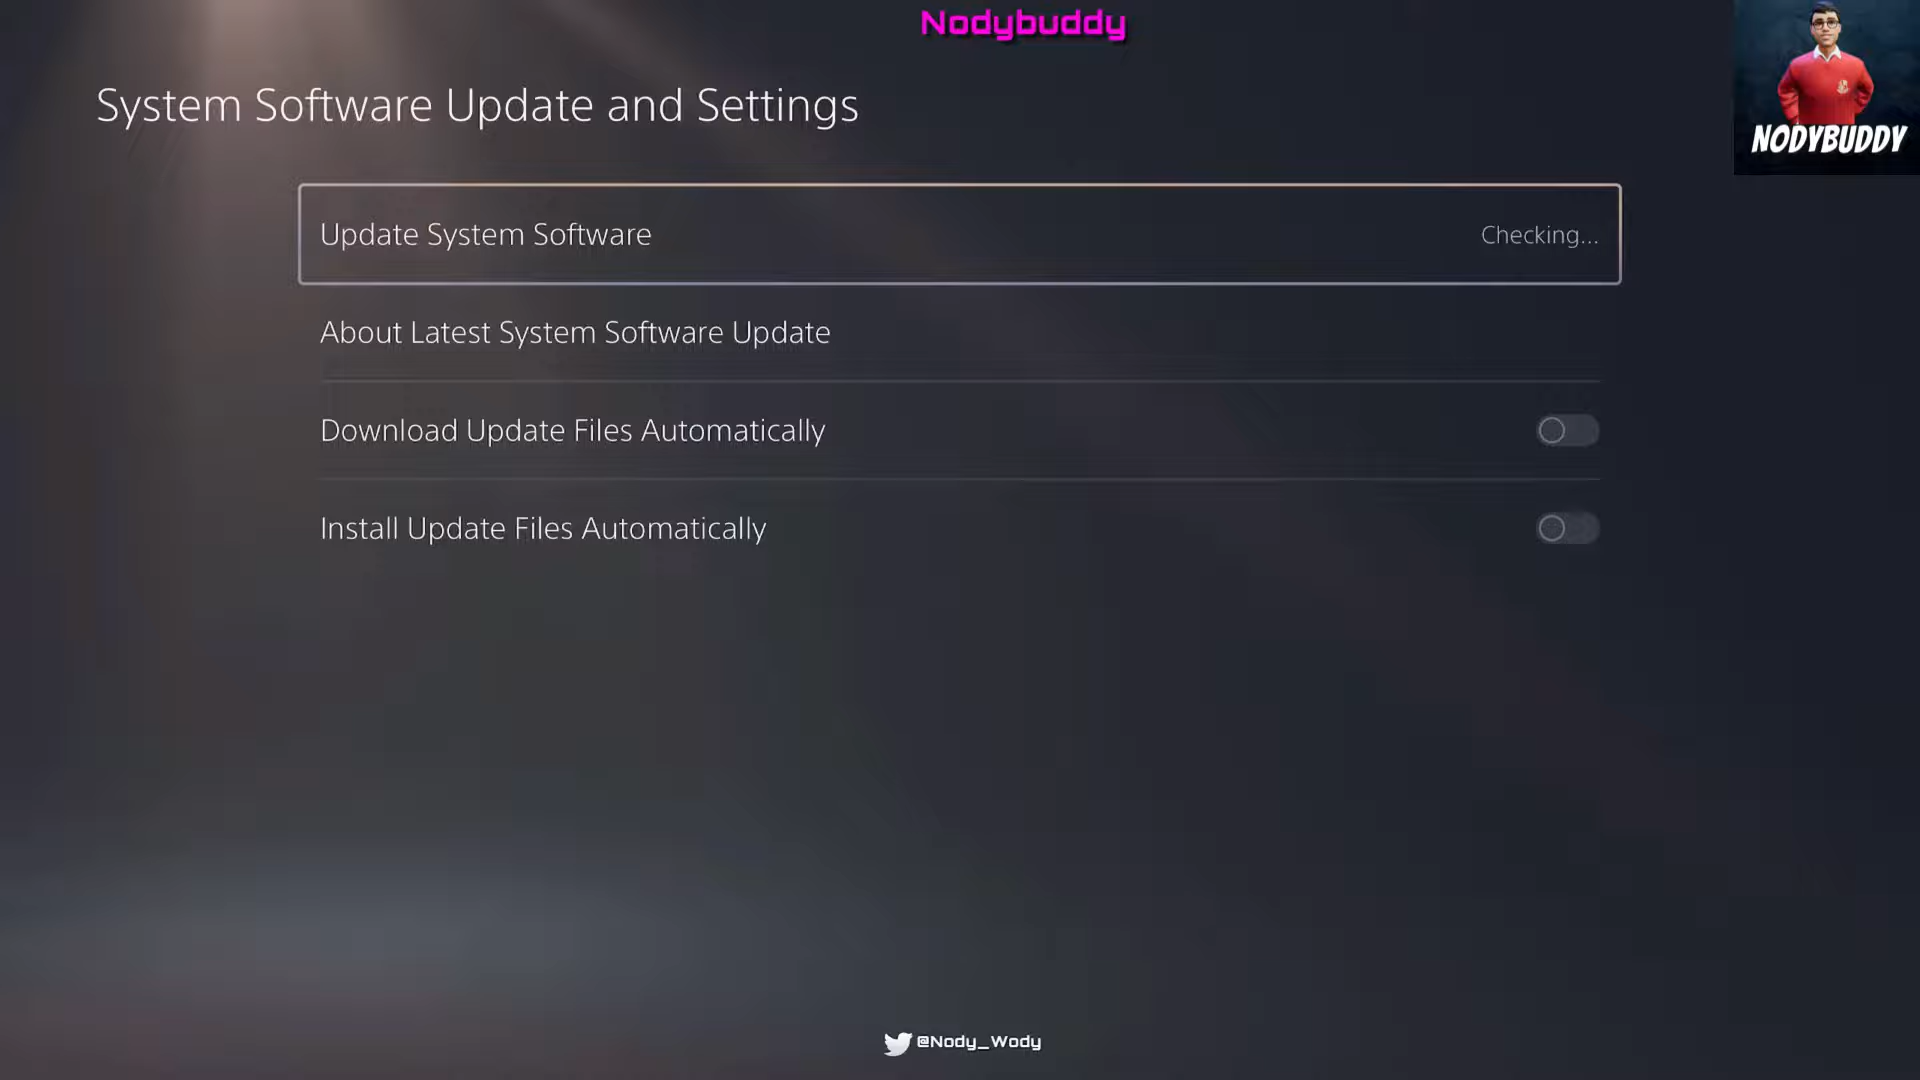 Nodybuddy
System Software Update and Settings
NODYBUDDY
Update System Software Checking...
About Latest System Software Update
Download Update Files Automatically
Install Update Files Automatically
@Nody_Wody